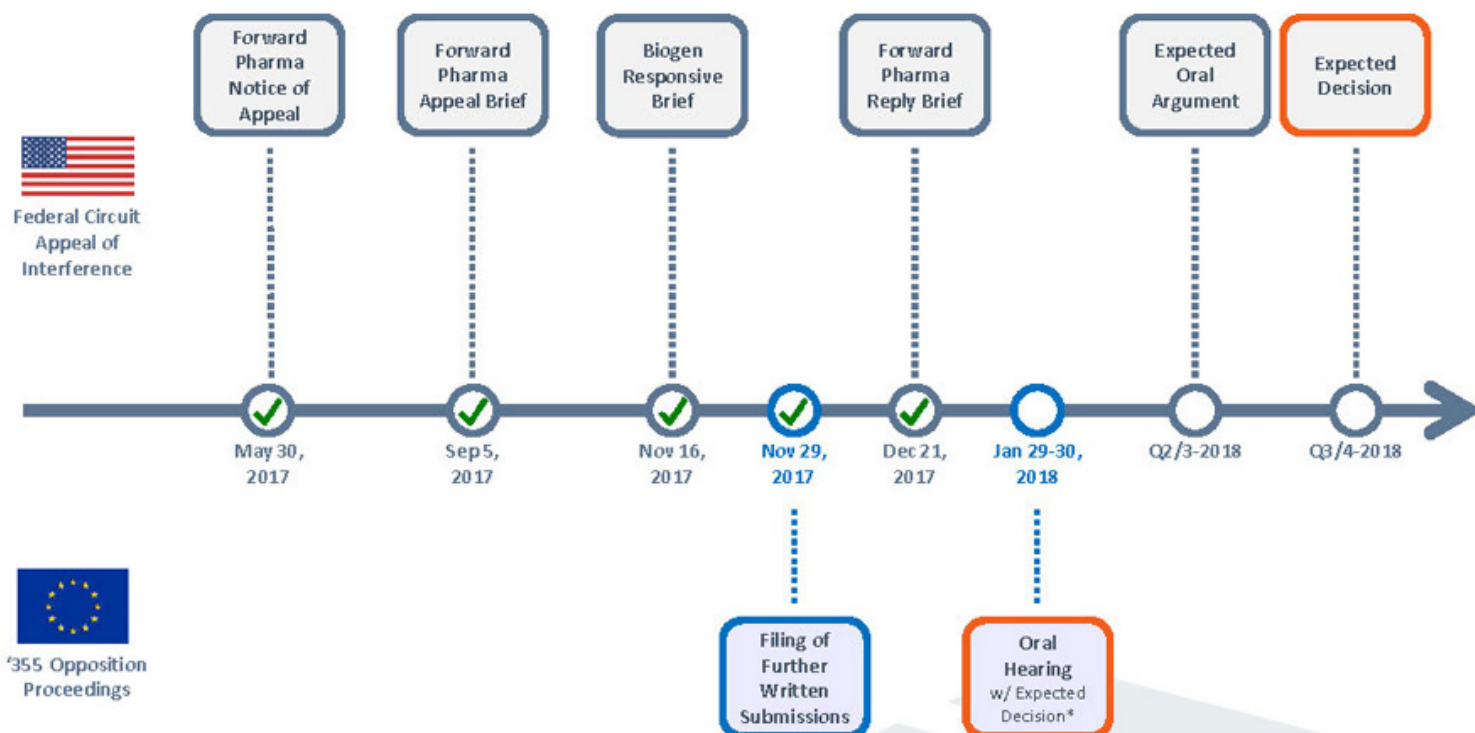 Forward
Pharma
Notice of
Appeal
Forward
Pharma
Appeal Brief
Biogen
Responsive
Brief
Forward
Pharma
Reply Brief
Expected
Oral
Argument
Expected
Decision
Federal Circuit
Appeal of
Interference
May 30,
2017
Sep 5,
2017
Nov 16,
2017
Nov 29,
2017
Dec 21,
2017
Jan 29-30,
2018
Q2/3-2018
Q3/4-2018
'355 Opposition
Proceedings
Filing of
Further
Written
Submissions
Oral
Hearing
w/ Expected
Decision*